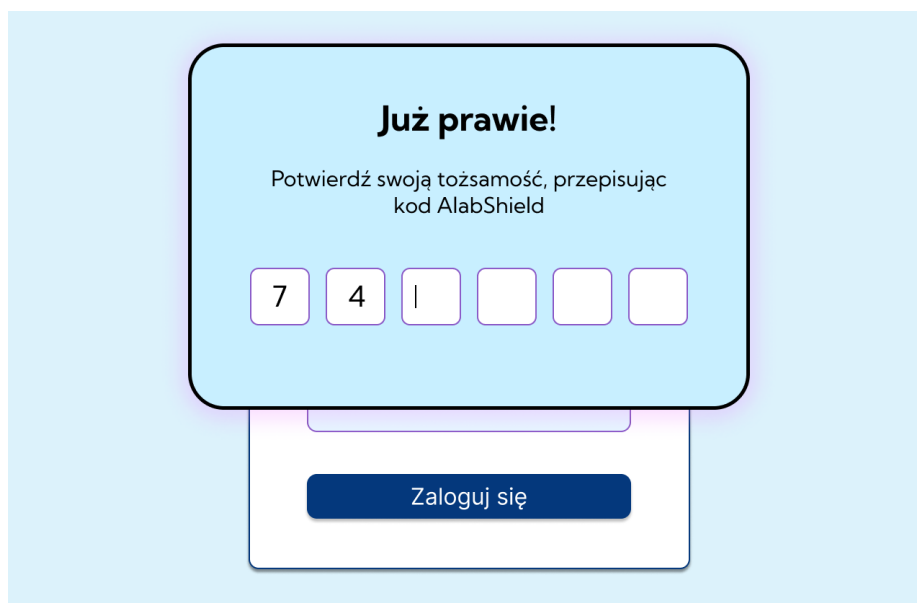 Już prawie!
Potwierdź swoją tożsamość, przepisując
kod AlabShield
7 4
Zaloguj się